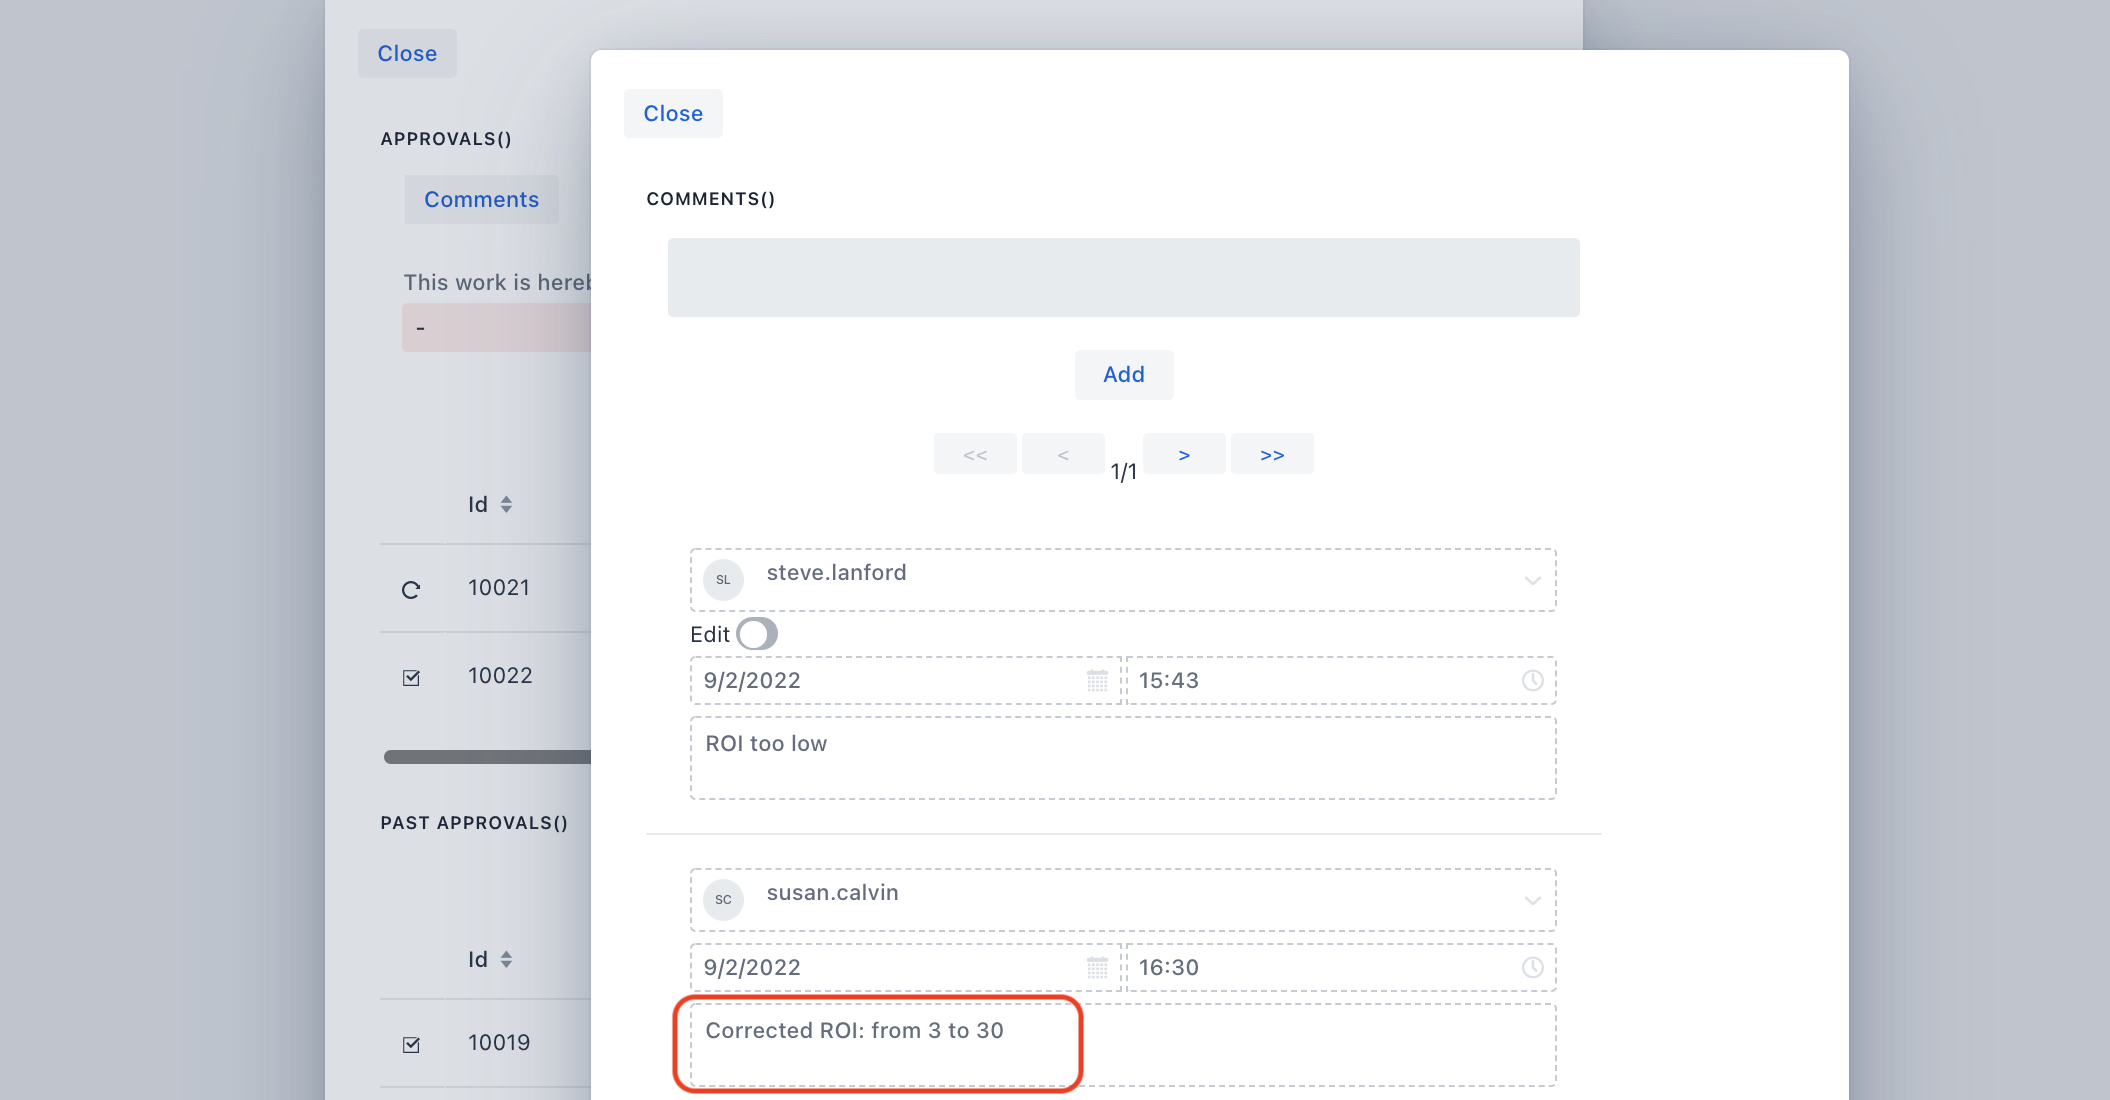 Close
APPROVALS()
Comments
This work is hereb
-
Id
10021
10022
PAST APPROVALS()
Id
10019
Close
COMMENTS()
Add
<< < 1/1 > >>
SL steve.lanford
Edit
9/2/2022 15:43
ROI too low
SC susan.calvin
9/2/2022 16:30
Corrected ROI: from 3 to 30